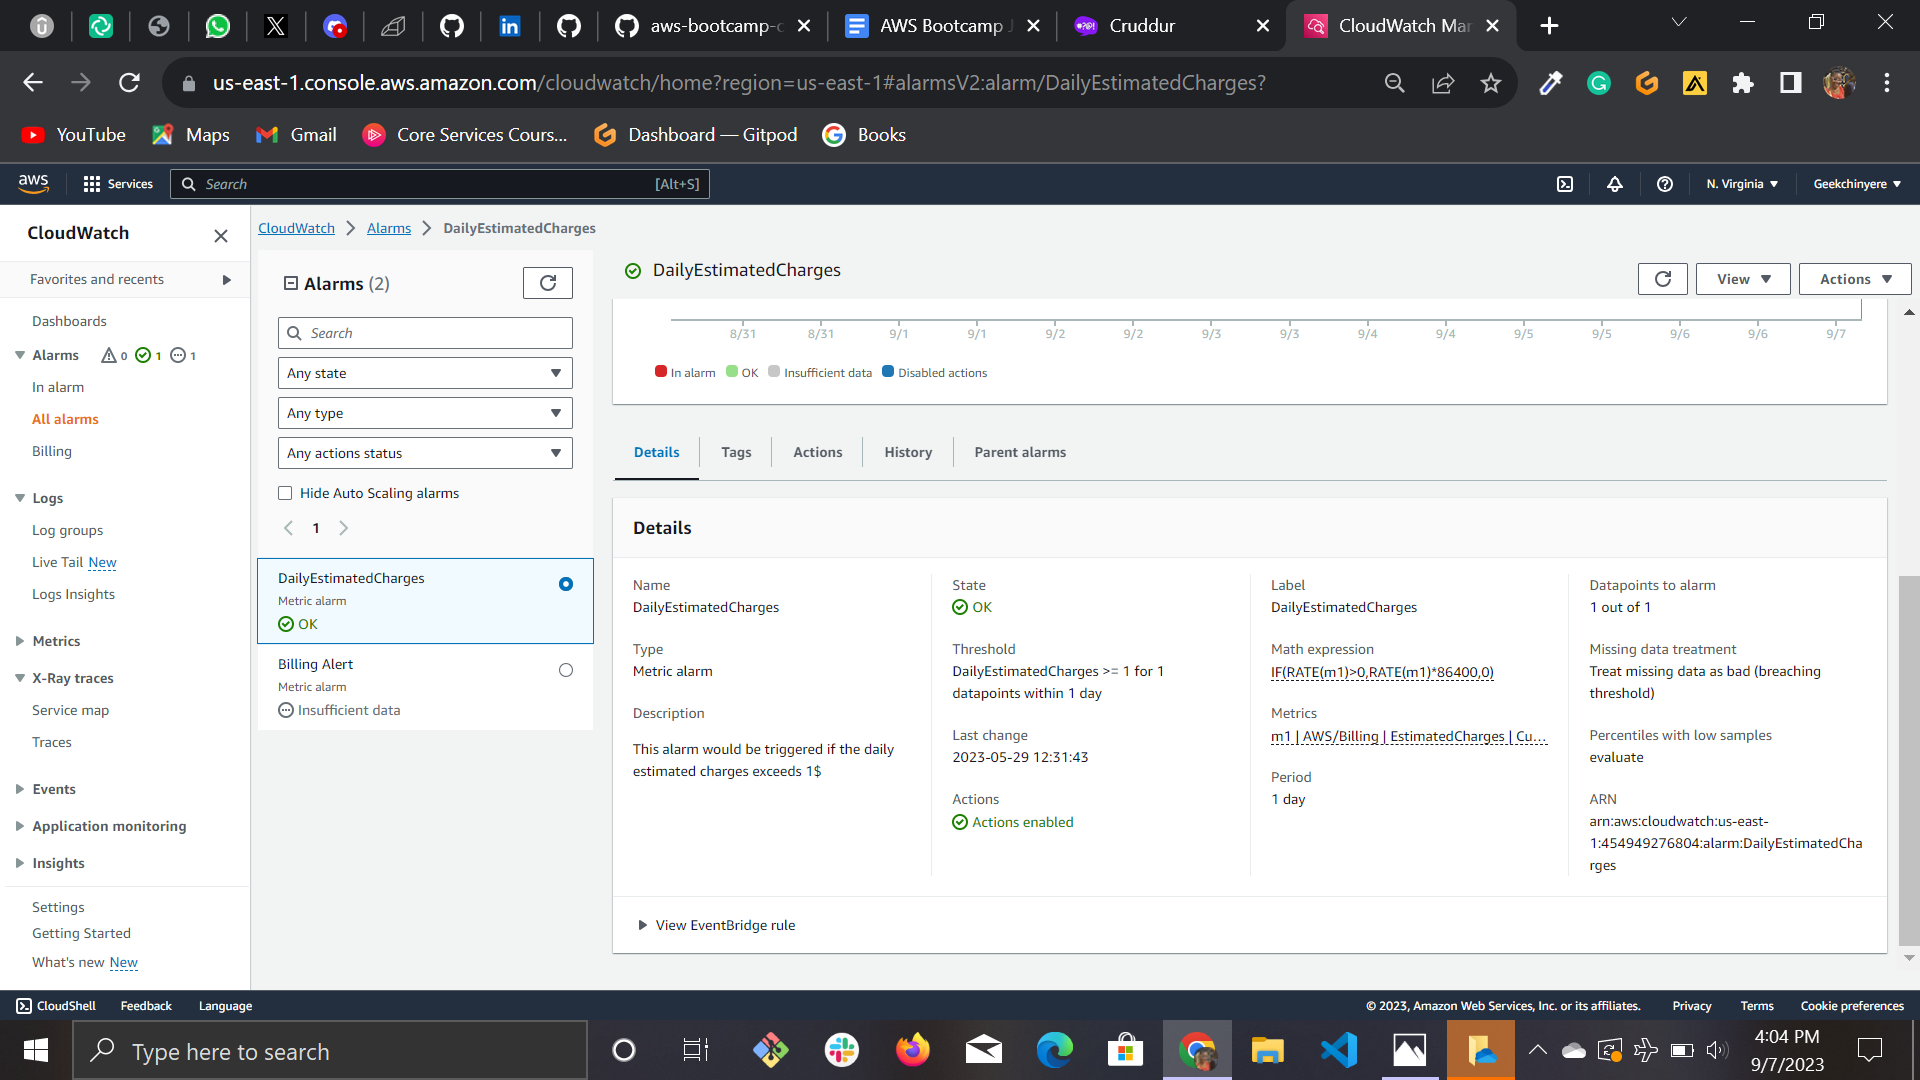 aws-bootcamp-c
AWS Bootcamp J
Cruddur
CloudWatch Mar
us-east-1.console.aws.amazon.com/cloudwatch/home?region=us-east-1#alarmsV2:alarm/DailyEstimatedCharges?
YouTube
Maps
Gmail
Core Services Cours...
Dashboard — Gitpod
Books
aws
Services
Search
[Alt+S]
N. Virginia
Geekchinyere
CloudWatch
Favorites and recents
Dashboards
Alarms 0 1 1
In alarm
All alarms
Billing
Logs
Log groups
Live Tail New
Logs Insights
Metrics
X-Ray traces
Service map
Traces
Events
Application monitoring
Insights
Settings
Getting Started
What's new New
CloudWatch
Alarms
DailyEstimatedCharges
Alarms (2)
Search
Any state
Any type
Any actions status
Hide Auto Scaling alarms
1
DailyEstimatedCharges
Metric alarm
OK
Billing Alert
Metric alarm
Insufficient data
DailyEstimatedCharges
View
Actions
8/31 8/31 9/1 9/1 9/2 9/2 9/3 9/3 9/4 9/4 9/5 9/5 9/6 9/6 9/7
In alarm OK Insufficient data Disabled actions
Details
Tags
Actions
History
Parent alarms
Details
Name
DailyEstimatedCharges
Type
Metric alarm
Description
This alarm would be triggered if the daily
estimated charges exceeds 1$
State
OK
Threshold
DailyEstimatedCharges >= 1 for 1
datapoints within 1 day
Last change
2023-05-29 12:31:43
Actions
Actions enabled
Label
DailyEstimatedCharges
Math expression
IF(RATE(m1)>0,RATE(m1)*86400,0)
Metrics
m1 | AWS/Billing | EstimatedCharges | Cu...
Period
1 day
Datapoints to alarm
1 out of 1
Missing data treatment
Treat missing data as bad (breaching
threshold)
Percentiles with low samples
evaluate
ARN
arn:aws:cloudwatch:us-east-
1:454949276804:alarm:DailyEstimatedCha
rges
View EventBridge rule
CloudShell
Feedback
Language
© 2023, Amazon Web Services, Inc. or its affiliates.
Privacy
Terms
Cookie preferences
Type here to search
4:04 PM
9/7/2023